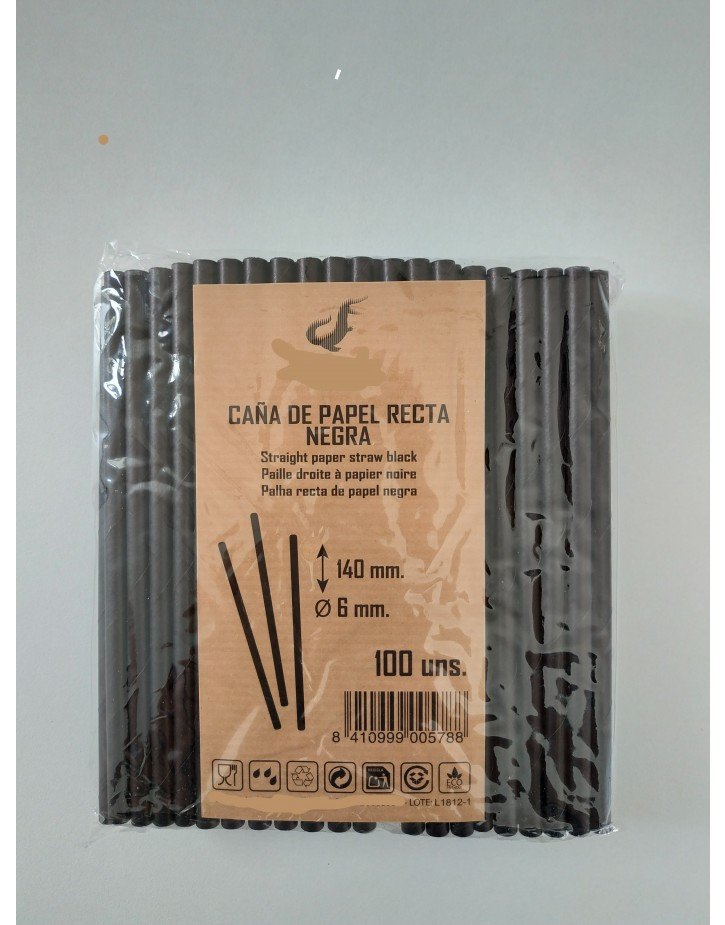 CAÑA DE PAPEL RECTA
NEGRA
Straight paper straw black
Paille droite à papier noire
Palha recta de papel negra
140 mm.
Ø 6 mm.
100 uns.
8 410999 005788
ECO
LOTE: L1812-1